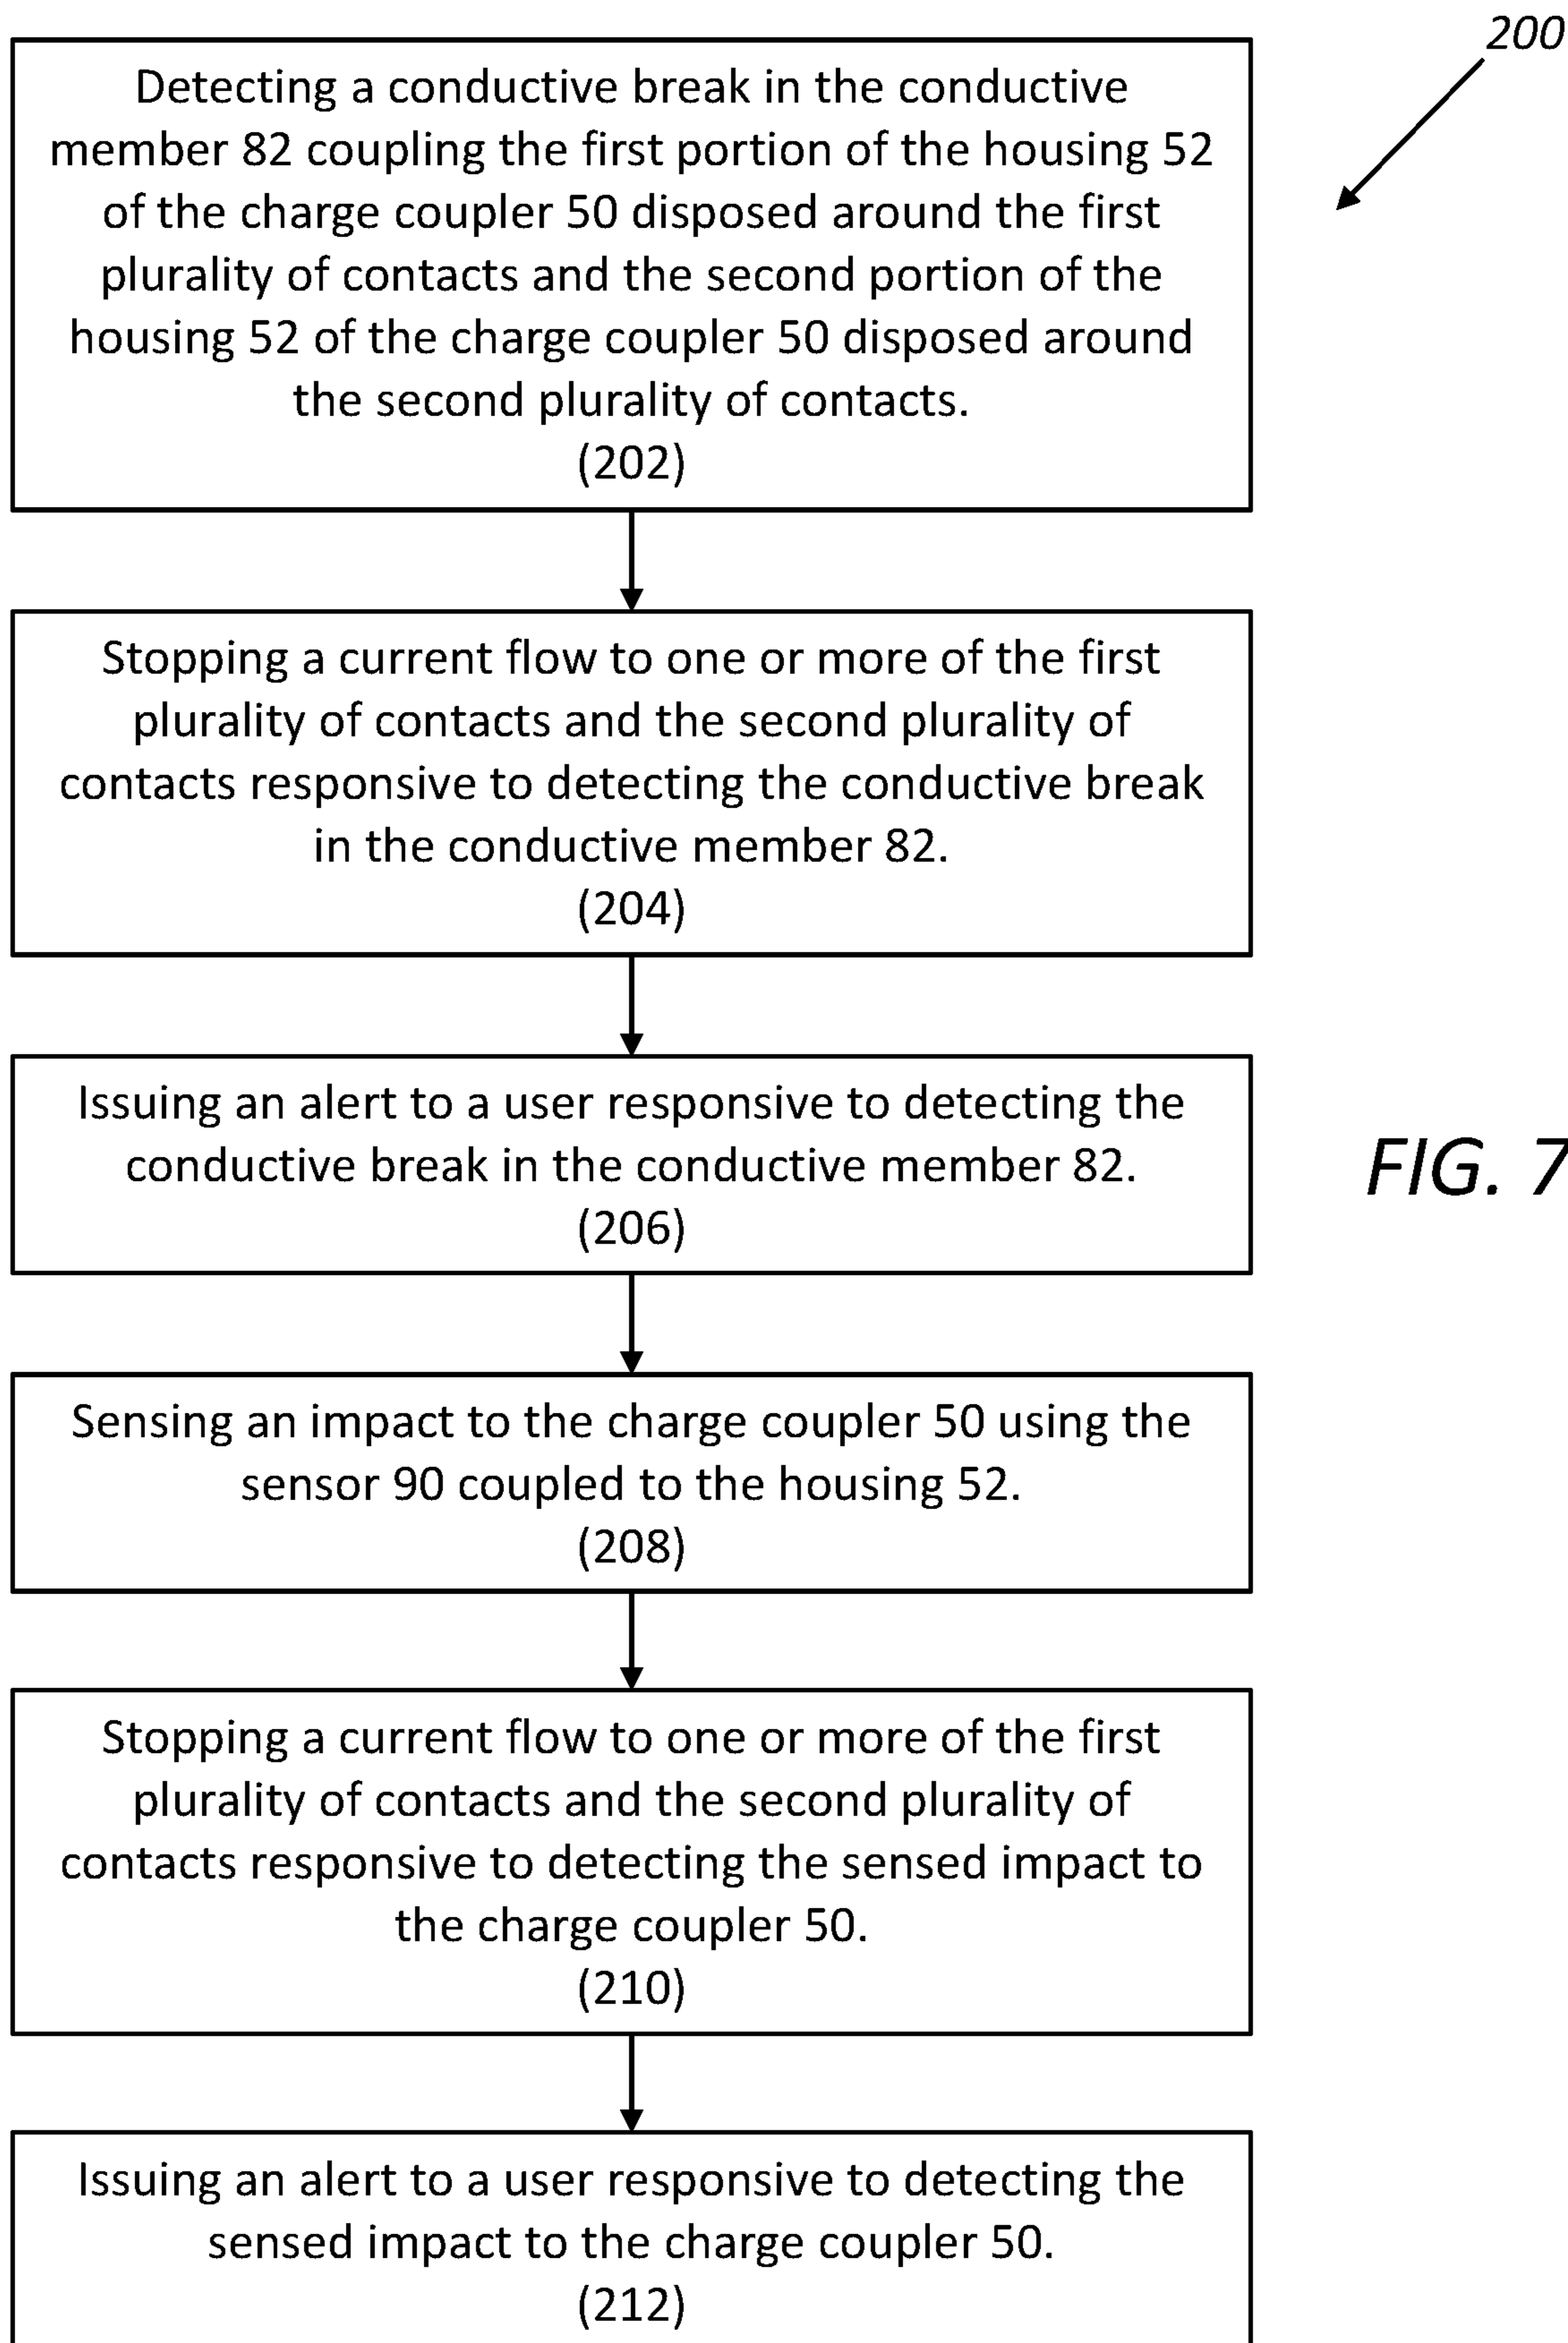 200
Detecting a conductive break in the conductive
member 82 coupling the first portion of the housing 52
of the charge coupler 50 disposed around the first
plurality of contacts and the second portion of the
housing 52 of the charge coupler 50 disposed around
the second plurality of contacts.
(202)
Stopping a current flow to one or more of the first
plurality of contacts and the second plurality of
contacts responsive to detecting the conductive break
in the conductive member 82.
(204)
Issuing an alert to a user responsive to detecting the
conductive break in the conductive member 82.
(206)
FIG. 7
Sensing an impact to the charge coupler 50 using the
sensor 90 coupled to the housing 52.
(208)
Stopping a current flow to one or more of the first
plurality of contacts and the second plurality of
contacts responsive to detecting the sensed impact to
the charge coupler 50.
(210)
Issuing an alert to a user responsive to detecting the
sensed impact to the charge coupler 50.
(212)